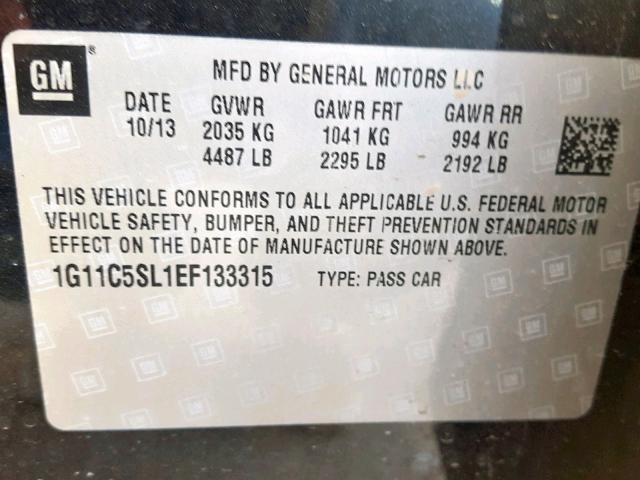 GM®
MFD BY GENERAL MOTORS LLC
DATE GVWR GAWR FRT GAWR RR
10/13 2035 KG 1041 KG 994 KG
4487 LB 2295 LB 2192 LB
THIS VEHICLE CONFORMS TO ALL APPLICABLE U.S. FEDERAL MOTOR
VEHICLE SAFETY, BUMPER, AND THEFT PREVENTION STANDARDS IN
EFFECT ON THE DATE OF MANUFACTURE SHOWN ABOVE.
1G11C5SL1EF133315 TYPE: PASS CAR